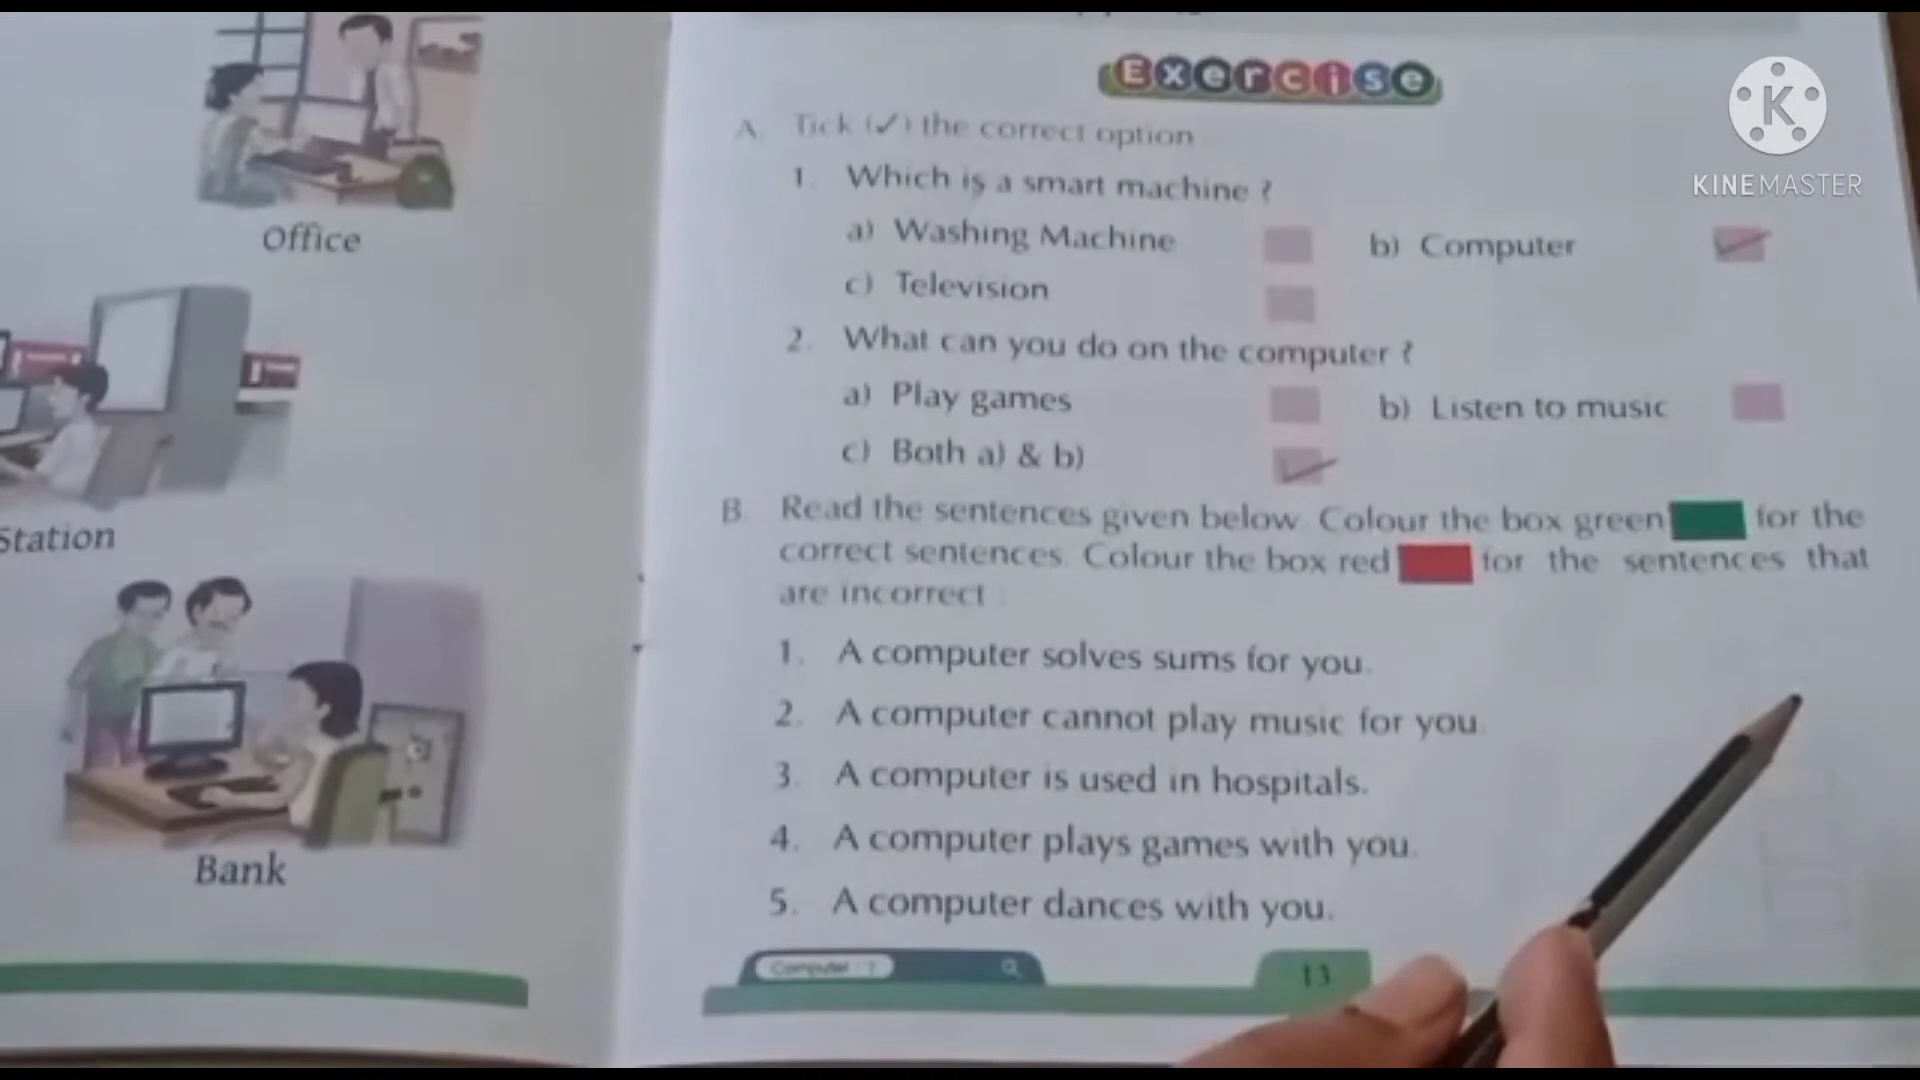 Exercise
KINEMASTER
A. Tick (✓) the correct option
1. Which is a smart machine ?
a) Washing Machine b) Computer
c) Television
2. What can you do on the computer ?
a) Play games b) Listen to music
c) Both a) & b)
B. Read the sentences given below. Colour the box green for the
correct sentences. Colour the box red for the sentences that
are incorrect :
1. A computer solves sums for you.
2. A computer cannot play music for you.
3. A computer is used in hospitals.
4. A computer plays games with you.
5. A computer dances with you.
Computer
13
Office
Station
Bank